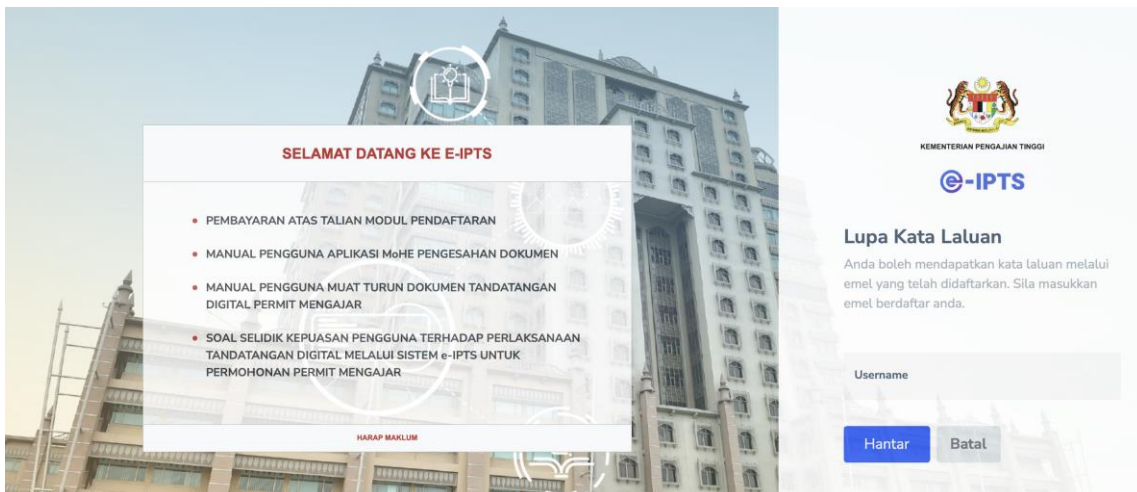 SELAMAT DATANG KE E-IPTS
PEMBAYARAN ATAS TALIAN MODUL PENDAFTARAN
MANUAL PENGGUNA APLIKASI MoHE PENGESAHAN DOKUMEN
MANUAL PENGGUNA MUAT TURUN DOKUMEN TANDATANGAN
DIGITAL PERMIT MENGAJAR
SOAL SELIDIK KEPUASAN PENGGUNA TERHADAP PERLAKSANAAN
TANDATANGAN DIGITAL MELALUI SISTEM e-IPTS UNTUK
PERMOHONAN PERMIT MENGAJAR
HARAP MAKLUM
KEMENTERIAN PENGAJIAN TINGGI
e-IPTS
Lupa Kata Laluan
Anda boleh mendapatkan kata laluan melalui
emel yang telah didaftarkan. Sila masukkan
emel berdaftar anda.
Username
Hantar
Batal